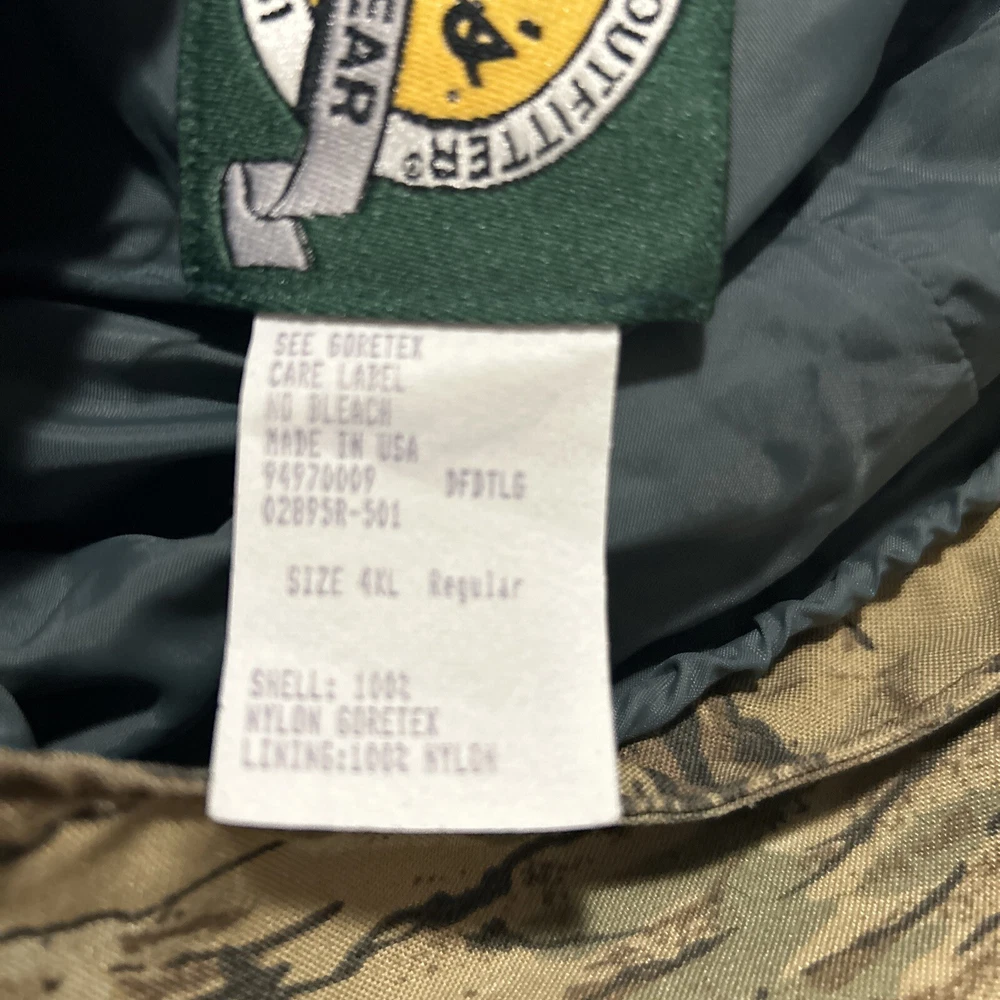 EAR
'S
OUTFITTER®
SEE GORETEX
CARE LABEL
NO BLEACH
MADE IN USA
94970009 DFDTLG
02895R-501
SIZE 4XL Regular
SHELL: 100%
NYLON GORETEX
LINING:100% NYLON